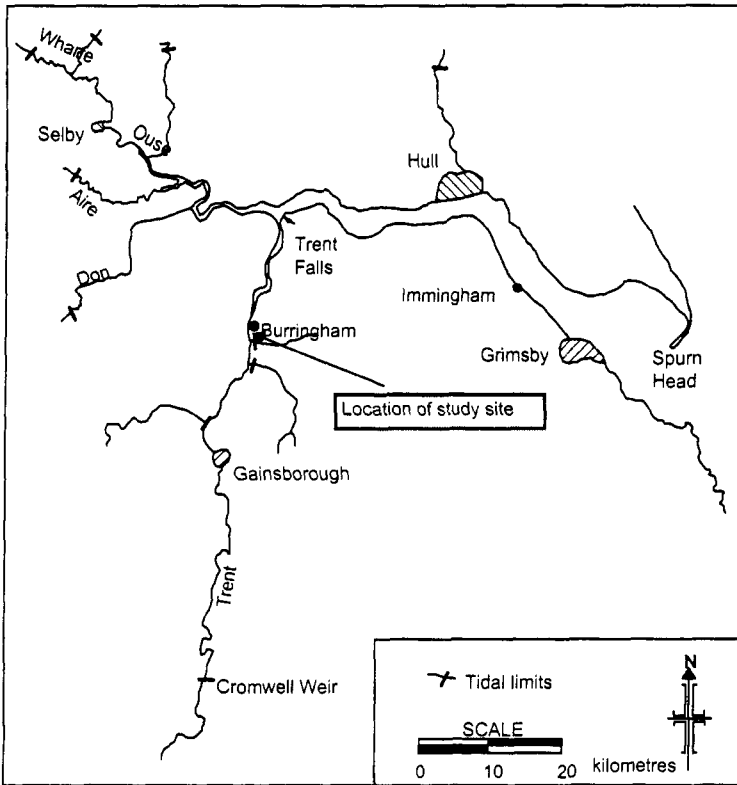 Wharfe
Selby
Ous
Aire
Don
Hull
Trent
Falls
Immingham
Burringham
Grimsby
Spurn
Head
Location of study site
Gainsborough
Trent
Cromwell Weir
Tidal limits
N
SCALE
0 10 20 kilometres